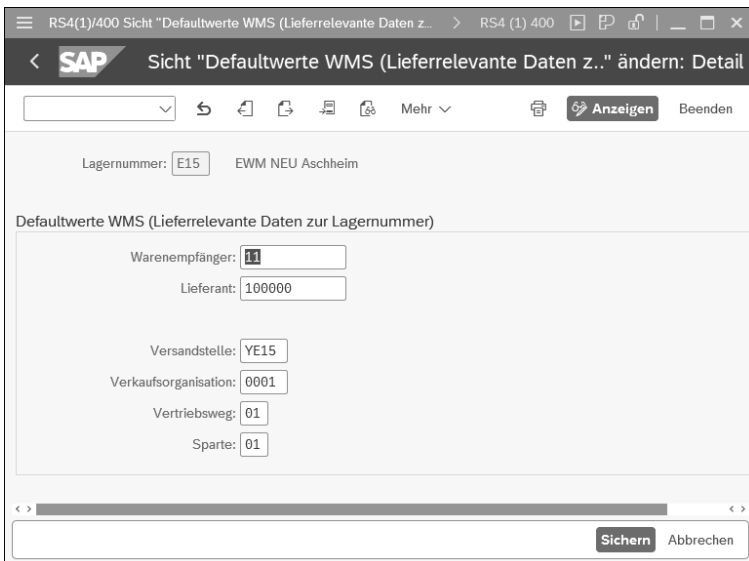 RS4(1)/400 Sicht "Defaultwerte WMS (Lieferrelevante Daten z... RS4 (1) 400
SAP Sicht "Defaultwerte WMS (Lieferrelevante Daten z.." ändern: Detail
Mehr Anzeigen Beenden
Lagernummer: E15 EWM NEU Aschheim
Defaultwerte WMS (Lieferrelevante Daten zur Lagernummer)
Warenempfänger: 11
Lieferant: 100000
Versandstelle: YE15
Verkaufsorganisation: 0001
Vertriebsweg: 01
Sparte: 01
Sichern Abbrechen